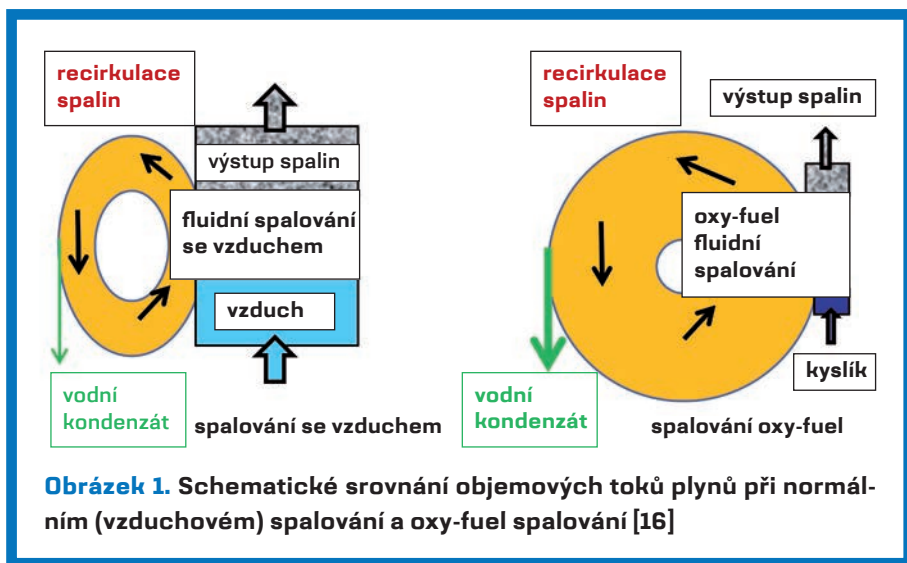 recirkulace
spalin
výstup spalin
fluidní spalování
se vzduchem
vzduch
vodní
kondenzát
spalování se vzduchem
recirkulace
spalin
výstup spalin
oxy-fuel
fluidní
spalování
kyslík
vodní
kondenzát
spalování oxy-fuel
Obrázek 1. Schematické srovnání objemových toků plynů při normál-
ním (vzduchovém) spalování a oxy-fuel spalování [16]